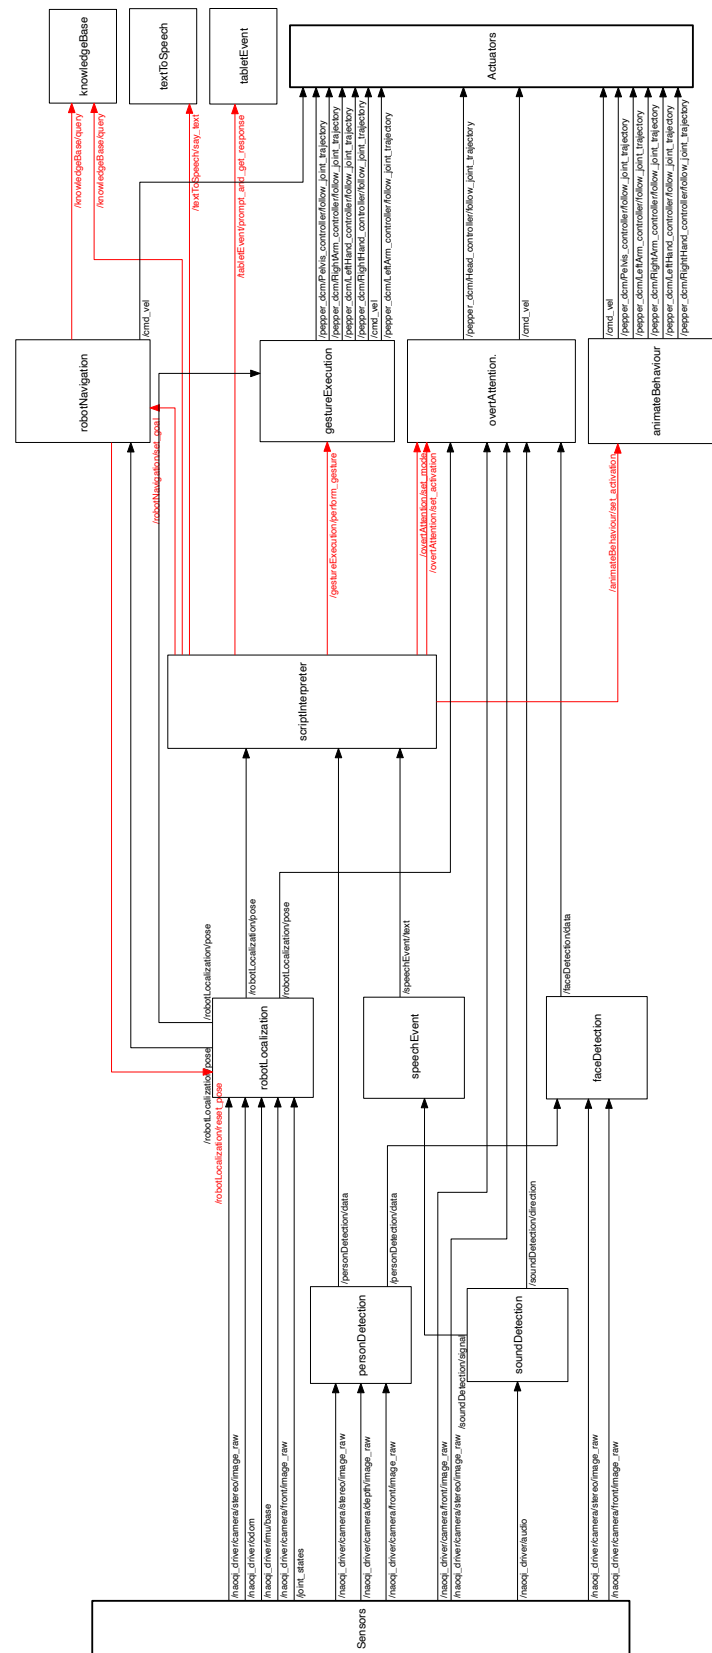 Sensors
/naoqi_driver/camera/stereo/image_raw
/naoqi_driver/odom
/naoqi_driver/imu/base
/naoqi_driver/camera/front/image_raw
/joint_states
/naoqi_driver/camera/stereo/image_raw
/naoqi_driver/camera/depth/image_raw
/naoqi_driver/camera/front/image_raw
/naoqi_driver/camera/front/image_raw
/naoqi_driver/camera/stereo/image_raw
/naoqi_driver/audio
/naoqi_driver/camera/stereo/image_raw
/naoqi_driver/camera/front/image_raw
personDetection
/personDetection/data
/personDetection/data
soundDetection
/soundDetection/signal
/soundDetection/direction
robotLocalization
/robotLocalization/pose
/robotLocalization/reset_pose
/robotLocalization/pose
/robotLocalization/pose
/robotLocalization/pose
speechEvent
/speechEvent/text
faceDetection
/faceDetection/data
scriptInterpreter
/robotNavigation/set_goal
/gestureExecution/perform_gesture
/overtAttention/set_mode
/overtAttention/set_activation
/animateBehaviour/set_activation
robotNavigation
gestureExecution
overtAttention.
animateBehaviour
/knowledgeBase/query
/knowledgeBase/query
/cmd_vel
/textToSpeech/say_text
/tabletEvent/prompt_and_get_response
/pepper_dcm/Pelvis_controller/follow_joint_trajectory
/pepper_dcm/RightArm_controller/follow_joint_trajectory
/pepper_dcm/LeftHand_controller/follow_joint_trajectory
/pepper_dcm/RightHand_controller/follow_joint_trajectory
/cmd_vel
/pepper_dcm/LeftArm_controller/follow_joint_trajectory
/pepper_dcm/Head_controller/follow_joint_trajectory
/cmd_vel
/cmd_vel
/pepper_dcm/Pelvis_controller/follow_joint_trajectory
/pepper_dcm/LeftArm_controller/follow_joint_trajectory
/pepper_dcm/RightArm_controller/follow_joint_trajectory
/pepper_dcm/LeftHand_controller/follow_joint_trajectory
/pepper_dcm/RightHand_controller/follow_joint_trajectory
knowledgeBase
textToSpeech
tabletEvent
Actuators